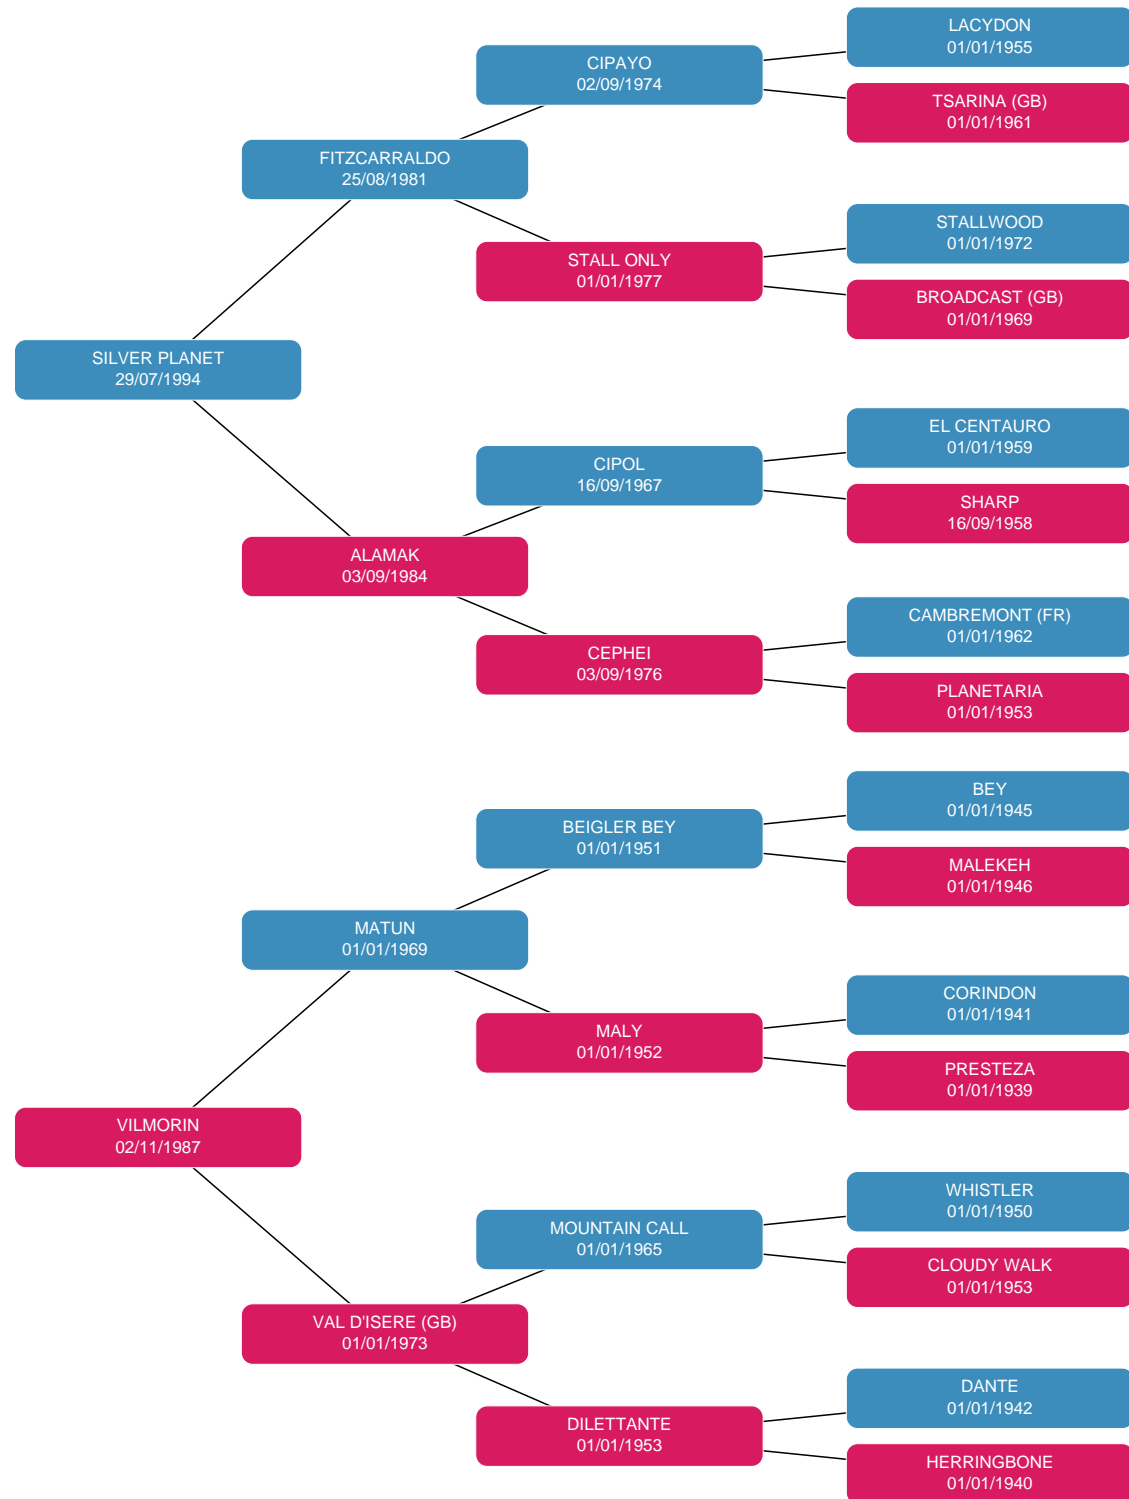 LACYDON
01/01/1955
CIPAYO
02/09/1974
TSARINA (GB)
01/01/1961
FITZCARRALDO
25/08/1981
STALLWOOD
01/01/1972
STALL ONLY
01/01/1977
BROADCAST (GB)
01/01/1969
SILVER PLANET
29/07/1994
EL CENTAURO
01/01/1959
CIPOL
16/09/1967
SHARP
16/09/1958
ALAMAK
03/09/1984
CAMBREMONT (FR)
01/01/1962
CEPHEI
03/09/1976
PLANETARIA
01/01/1953
BEY
01/01/1945
BEIGLER BEY
01/01/1951
MALEKEH
01/01/1946
MATUN
01/01/1969
CORINDON
01/01/1941
MALY
01/01/1952
PRESTEZA
01/01/1939
VILMORIN
02/11/1987
WHISTLER
01/01/1950
MOUNTAIN CALL
01/01/1965
CLOUDY WALK
01/01/1953
VAL D'ISERE (GB)
01/01/1973
DANTE
01/01/1942
DILETTANTE
01/01/1953
HERRINGBONE
01/01/1940